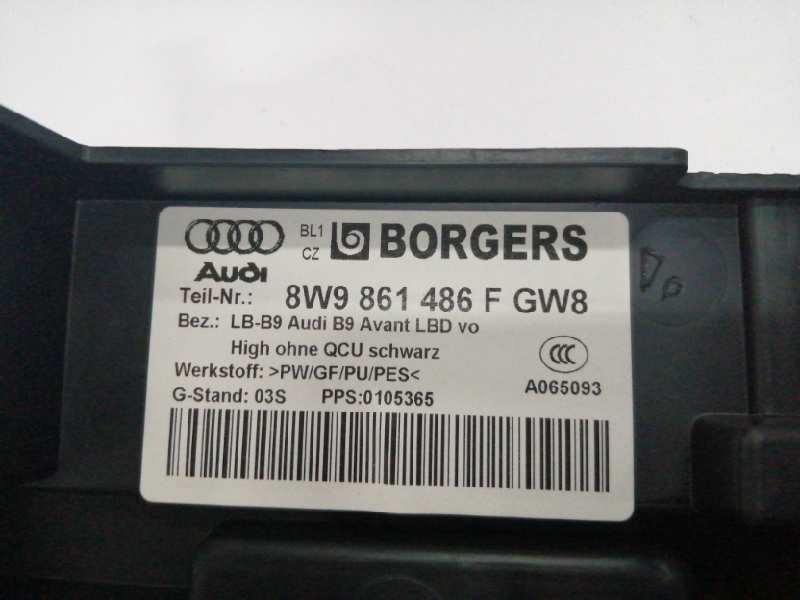 BL1
CZ
BORGERS
Audi
Teil-Nr.: 8W9 861 486 F GW8
Bez.: LB-B9 Audi B9 Avant LBD vo
High ohne QCU schwarz
Werkstoff: >PW/GF/PU/PES<
CCC
A065093
G-Stand: 03S PPS:0105365